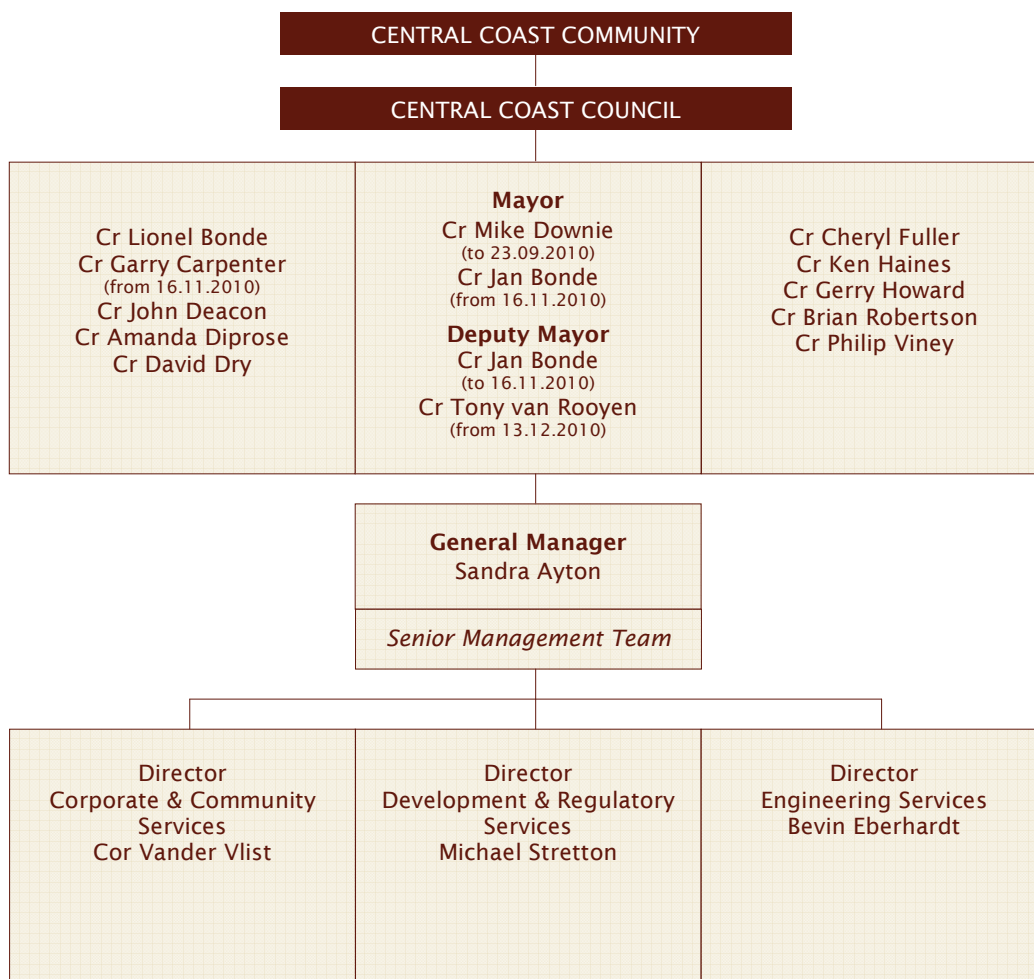 CENTRAL COAST COMMUNITY
CENTRAL COAST COUNCIL
Cr Lionel Bonde
Cr Garry Carpenter
(from 16.11.2010)
Cr John Deacon
Cr Amanda Diprose
Cr David Dry
Mayor
Cr Mike Downie
(to 23.09.2010)
Cr Jan Bonde
(from 16.11.2010)
Deputy Mayor
Cr Jan Bonde
(to 16.11.2010)
Cr Tony van Rooyen
(from 13.12.2010)
Cr Cheryl Fuller
Cr Ken Haines
Cr Gerry Howard
Cr Brian Robertson
Cr Philip Viney
General Manager
Sandra Ayton
Senior Management Team
Director
Corporate & Community
Services
Cor Vander Vlist
Director
Development & Regulatory
Services
Michael Stretton
Director
Engineering Services
Bevin Eberhardt